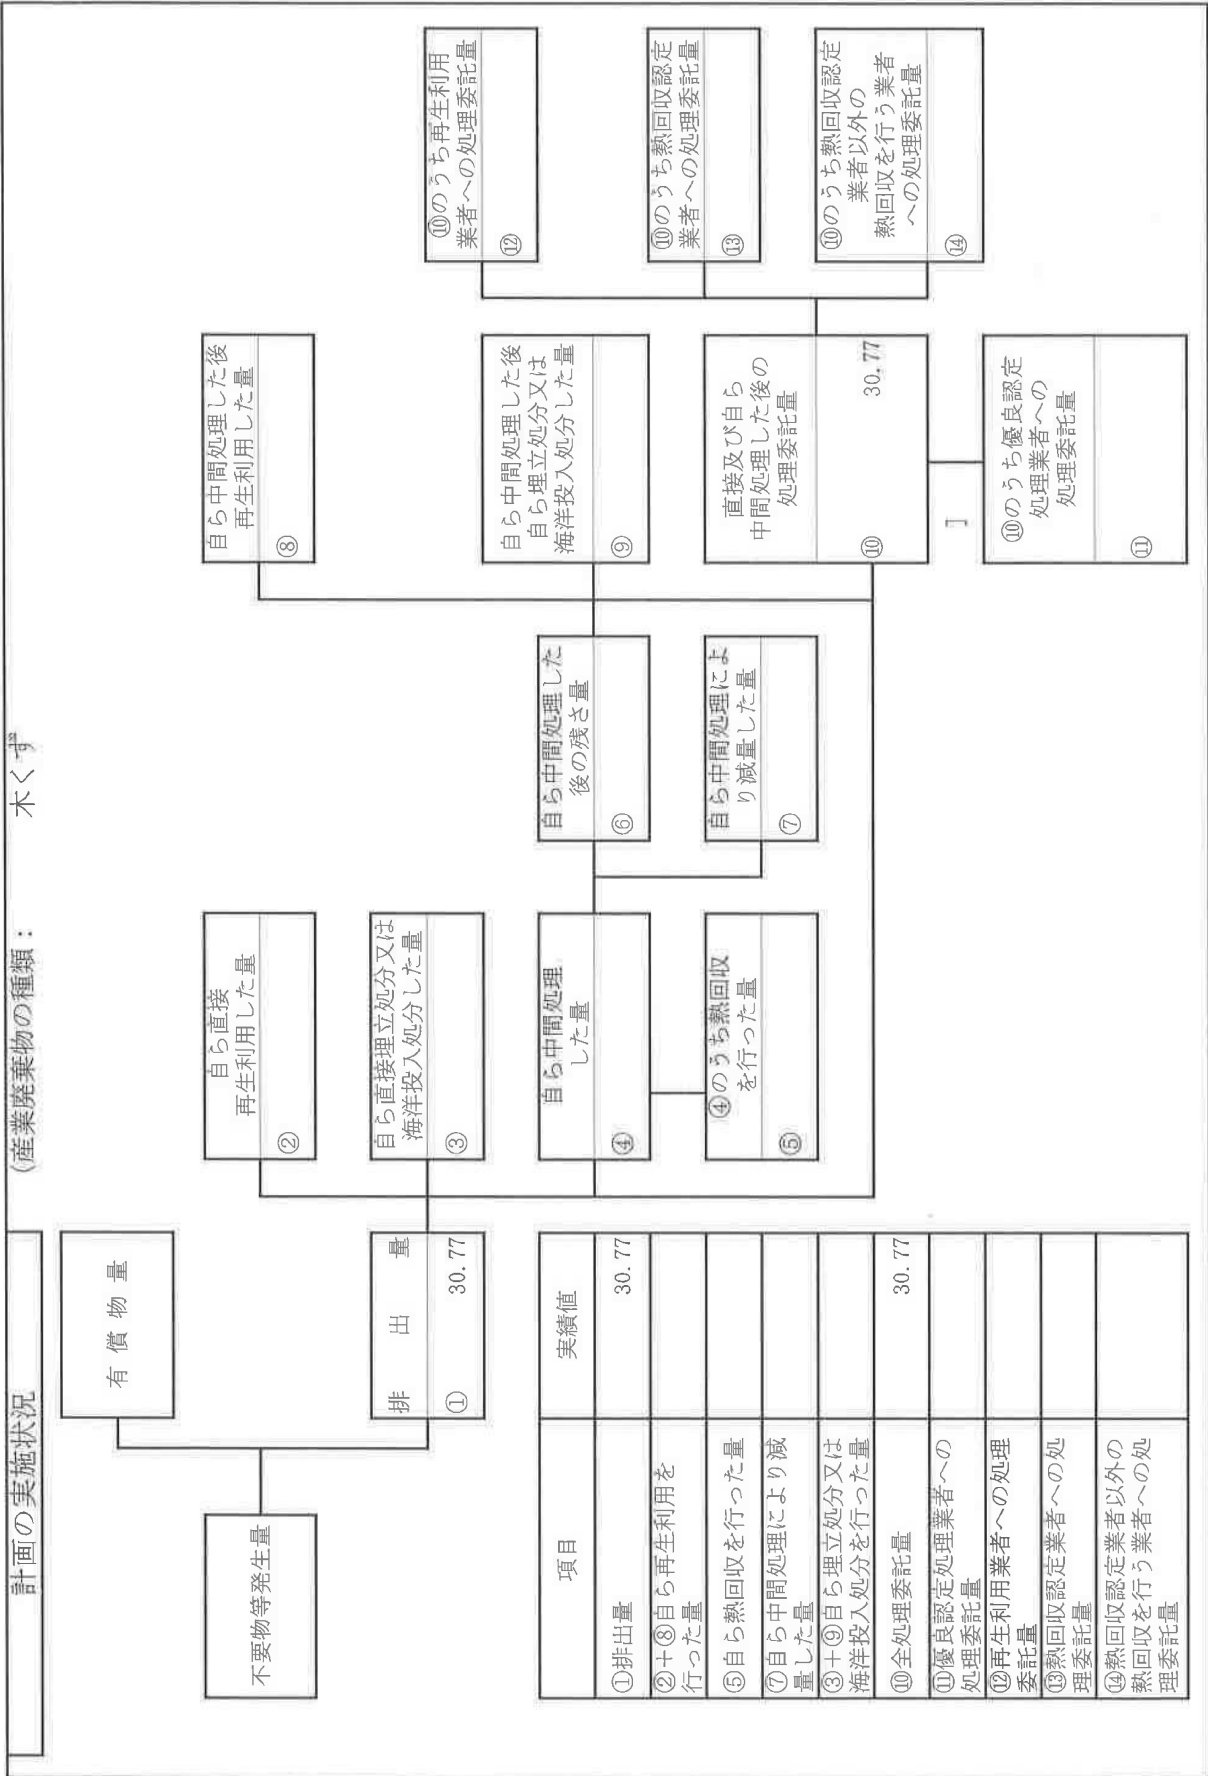 計画の実施状況
(産業廃棄物の種類：
木くず
不要物等発生量
有償物量
排出量
① 30.77
自ら直接
再生利用した量
②
自ら直接埋立処分又は
海洋投入処分した量
③
自ら中間処理
した量
④
④のうち熱回収
を行った量
⑤
自ら中間処理した
後の残さ量
⑥
自ら中間処理によ
り減量した量
⑦
自ら中間処理した後
再生利用した量
⑧
自ら中間処理した後
自ら埋立処分又は
海洋投入処分した量
⑨
直接及び自ら
中間処理した後の
処理委託量
⑩ 30.77
⑩のうち優良認定
処理業者への
処理委託量
⑪
⑩のうち再生利用
業者への処理委託量
⑫
⑩のうち熱回収認定
業者への処理委託量
⑬
⑩のうち熱回収認定
業者以外の
熱回収を行う業者
への処理委託量
⑭
項目 実績値
①排出量 30.77
②＋⑧自ら再生利用を
行った量
⑤自ら熱回収を行った量
⑦自ら中間処理により減
量した量
③＋⑨自ら埋立処分又は
海洋投入処分を行った量
⑩全処理委託量 30.77
⑪優良認定処理業者への
処理委託量
⑫再生利用業者への処理
委託量
⑬熱回収認定業者への処
理委託量
⑭熱回収認定業者以外の
熱回収を行う業者への処
理委託量